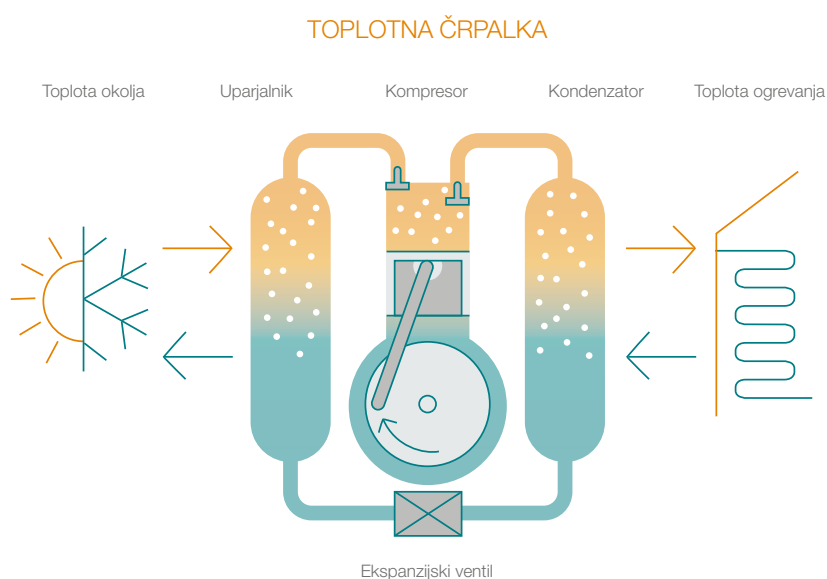 TOPLOTNA ČRPALKA
Toplota okolja
Uparjalnik
Kompresor
Kondenzator
Toplota ogrevanja
Ekspanzijski ventil